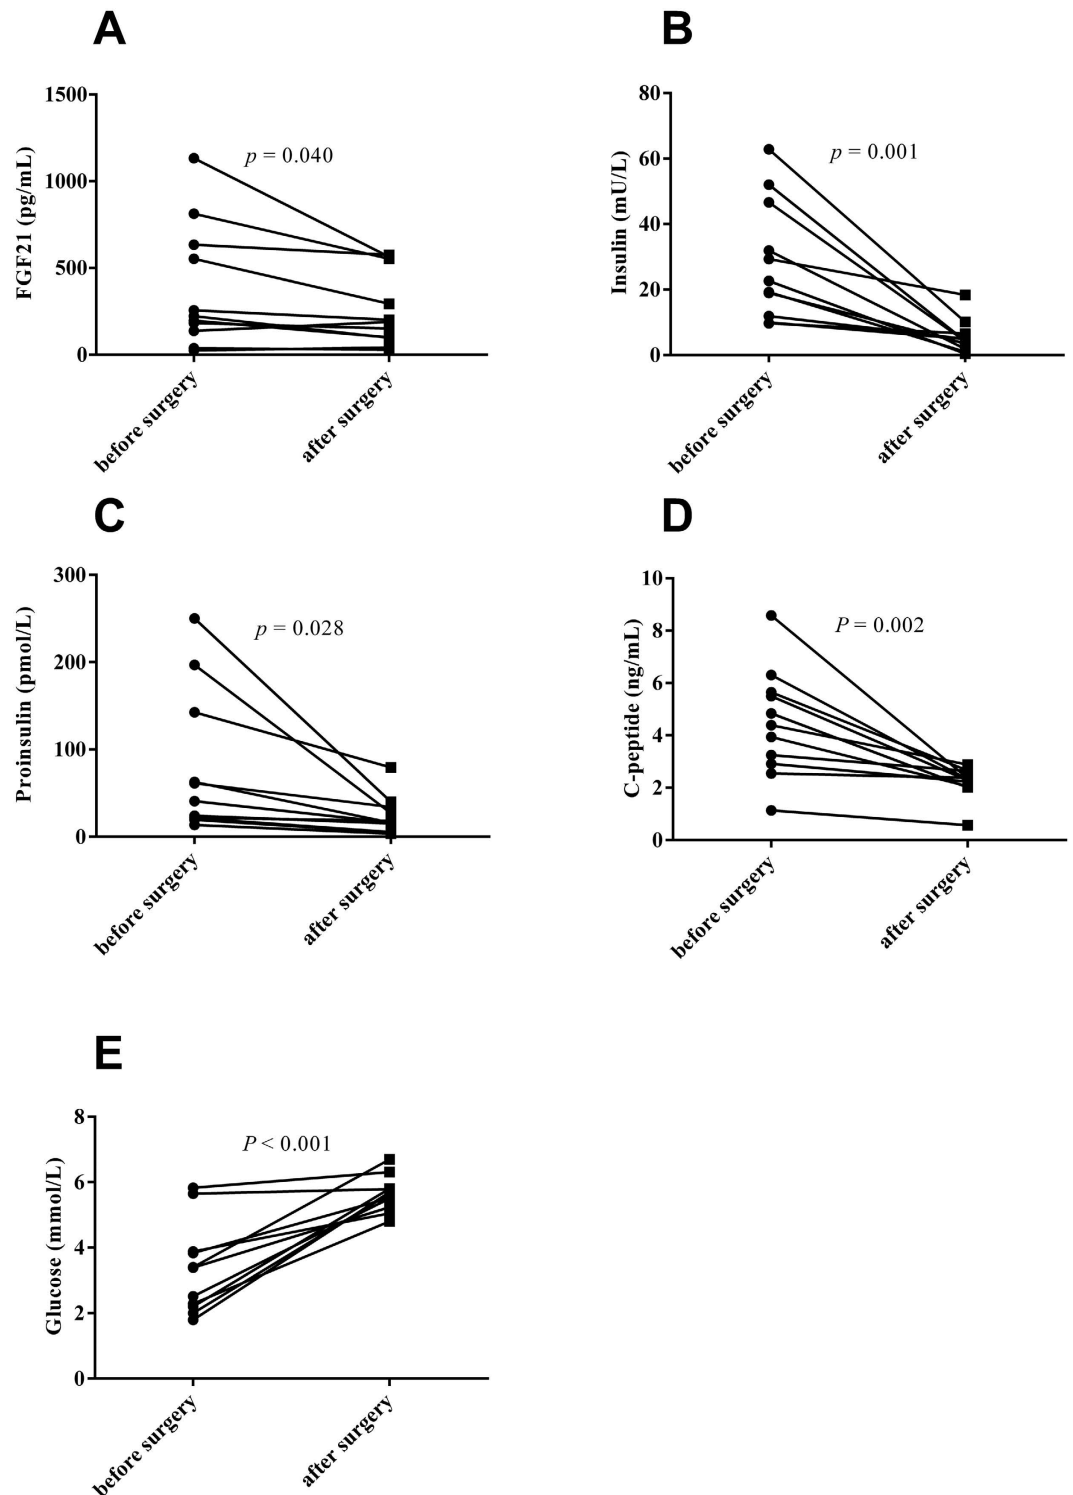 A
FGF21 (pg/mL)
1500
1000
500
0
p = 0.040
before surgery
after surgery
B
Insulin (mU/L)
80
60
40
20
0
p = 0.001
before surgery
after surgery
C
Proinsulin (pmol/L)
300
200
100
0
p = 0.028
before surgery
after surgery
D
C-peptide (ng/mL)
10
8
6
4
2
0
P = 0.002
before surgery
after surgery
E
Glucose (mmol/L)
8
6
4
2
0
P < 0.001
before surgery
after surgery